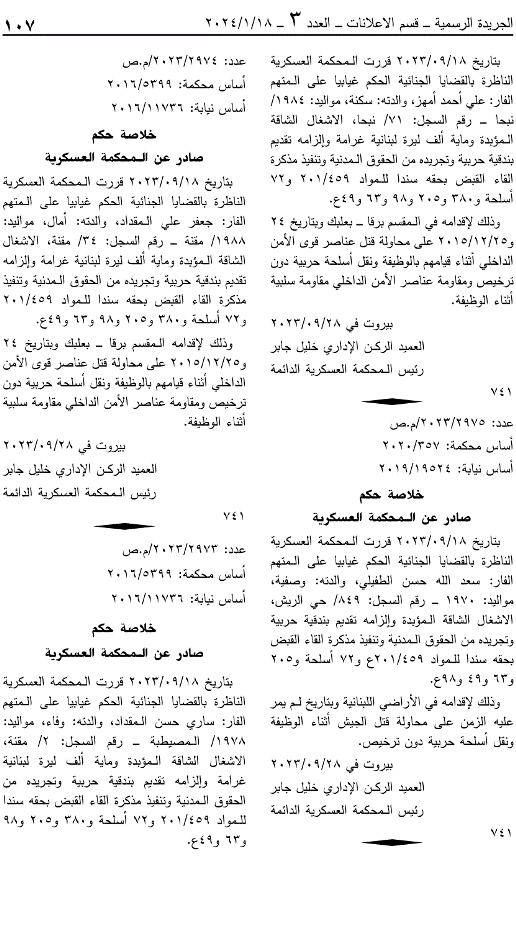 الجريدة الرسمية – قسم الاعلانات – العدد ٣ – ٢٠٢٤/١/١٨
١٠٧
بتاريخ ٢٠٢٣/٠٩/١٨ قررت المحكمة العسكرية
الناظرة بالقضايا الجنائية الحكم غيابيا على المتهم
الفار: علي أحمد أمهز، والدته: سكنة، مواليد: ١٩٨٤/
نبحا – رقم السجل: ٧١/ نبحا، الاشغال الشاقة
المؤبدة وماية ألف ليرة لبنانية غرامة وإلزامه تقديم
بندقية حربية وتجريده من الحقوق المدنية وتنفيذ مذكرة
القاء القبض بحقه سندا للمواد ٢٠١/٤٥٩ و٧٢
أسلحة و٣٨٠ و٢٠٥ و٩٨ و٦٣ و٤٩ع.
وذلك لإقدامه في المقسم برقا – بعلبك وبتاريخ ٢٤
و٢٠١٥/١٢/٢٥ على محاولة قتل عناصر قوى الأمن
الداخلي أثناء قيامهم بالوظيفة ونقل أسلحة حربية دون
ترخيص ومقاومة عناصر الأمن الداخلي مقاومة سلبية
أثناء الوظيفة.
بيروت في ٢٠٢٣/٠٩/٢٨
العميد الركن الإداري خليل جابر
رئيس المحكمة العسكرية الدائمة
٧٤١
عدد: ٢٠٢٣/٢٩٧٥/م.ص
أساس محكمة: ٢٠٢٠/٣٥٧
أساس نيابة: ٢٠١٩/١٩٥٢٤
خلاصة حكم
صادر عن المحكمة العسكرية
بتاريخ ٢٠٢٣/٠٩/١٨ قررت المحكمة العسكرية
الناظرة بالقضايا الجنائية الحكم غيابيا على المتهم
الفار: سعد الله حسن الطفيلي، والدته: وصفية،
مواليد: ١٩٧٠ – رقم السجل: ٨٤٩/ حي الريش،
الاشغال الشاقة المؤبدة وإلزامه تقديم بندقية حربية
وتجريده من الحقوق المدنية وتنفيذ مذكرة القاء القبض
بحقه سندا للمواد ٢٠١/٤٥٩ع و٧٢ أسلحة و٢٠٥
و٦٣ و٤٩ و٩٨ع.
وذلك لإقدامه في الأراضي اللبنانية وبتاريخ لم يمر
عليه الزمن على محاولة قتل الجيش أثناء الوظيفة
ونقل أسلحة حربية دون ترخيص.
بيروت في ٢٠٢٣/٠٩/٢٨
العميد الركن الإداري خليل جابر
رئيس المحكمة العسكرية الدائمة
٧٤١
عدد: ٢٠٢٣/٢٩٧٤/م.ص
أساس محكمة: ٢٠١٦/٥٣٩٩
أساس نيابة: ٢٠١٦/١١٧٣٦
خلاصة حكم
صادر عن المحكمة العسكرية
بتاريخ ٢٠٢٣/٠٩/١٨ قررت المحكمة العسكرية
الناظرة بالقضايا الجنائية الحكم غيابيا على المتهم
الفار: جعفر علي المقداد، والدته: أمال، مواليد:
١٩٨٨/ مقنة – رقم السجل: ٣٤/ مقنة، الاشغال
الشاقة المؤبدة وماية ألف ليرة لبنانية غرامة وإلزامه
تقديم بندقية حربية وتجريده من الحقوق المدنية وتنفيذ
مذكرة القاء القبض بحقه سندا للمواد ٢٠١/٤٥٩
و٧٢ أسلحة و٣٨٠ و٢٠٥ و٩٨ و٦٣ و٤٩ع.
وذلك لإقدامه في المقسم برقا – بعلبك وبتاريخ ٢٤
و٢٠١٥/١٢/٢٥ على محاولة قتل عناصر قوى الأمن
الداخلي أثناء قيامهم بالوظيفة ونقل أسلحة حربية دون
ترخيص ومقاومة عناصر الأمن الداخلي مقاومة سلبية
أثناء الوظيفة.
بيروت في ٢٠٢٣/٠٩/٢٨
العميد الركن الإداري خليل جابر
رئيس المحكمة العسكرية الدائمة
٧٤١
عدد: ٢٠٢٣/٢٩٧٣/م.ص
أساس محكمة: ٢٠١٦/٥٣٩٩
أساس نيابة: ٢٠١٦/١١٧٣٦
خلاصة حكم
صادر عن المحكمة العسكرية
بتاريخ ٢٠٢٣/٠٩/١٨ قررت المحكمة العسكرية
الناظرة بالقضايا الجنائية الحكم غيابيا على المتهم
الفار: ساري حسن المقداد، والدته: وفاء، مواليد:
١٩٧٨/ المصيطبة – رقم السجل: ٢/ مقنة،
الاشغال الشاقة المؤبدة وماية ألف ليرة لبنانية
غرامة وإلزامه تقديم بندقية حربية وتجريده من
الحقوق المدنية وتنفيذ مذكرة القاء القبض بحقه سندا
للمواد ٢٠١/٤٥٩ و٧٢ أسلحة و٣٨٠ و٢٠٥ و٩٨
و٦٣ و٤٩ع.